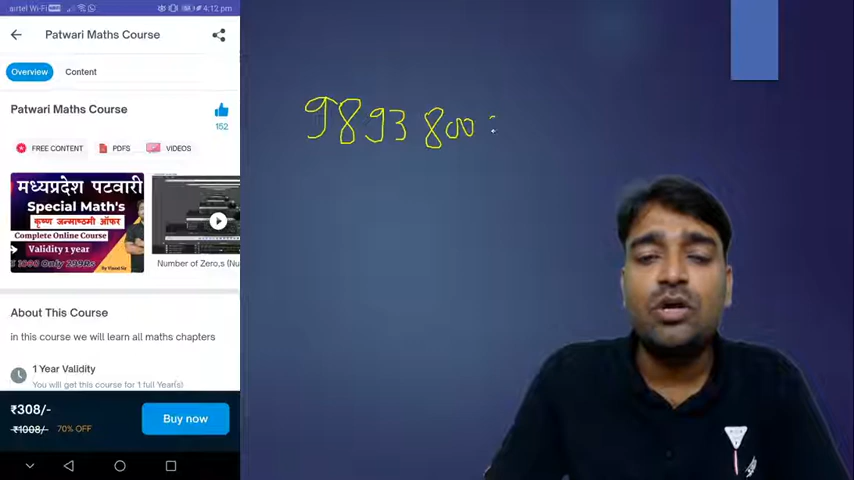 airtel Wi-Fi 4:12 pm
Patwari Maths Course
Overview Content
Patwari Maths Course
152
FREE CONTENT PDFS VIDEOS
मध्यप्रदेश पटवारी
Special Math's
कृष्ण जन्माष्टमी ऑफर
Complete Online Course
Validity 1 year
1000 Only 299Rs
Number of Zero,s (Nu
About This Course
in this course we will learn all maths chapters
1 Year Validity
You will get this course for 1 full Year(s)
₹308/-
₹1008/- 70% OFF
Buy now
9893 800